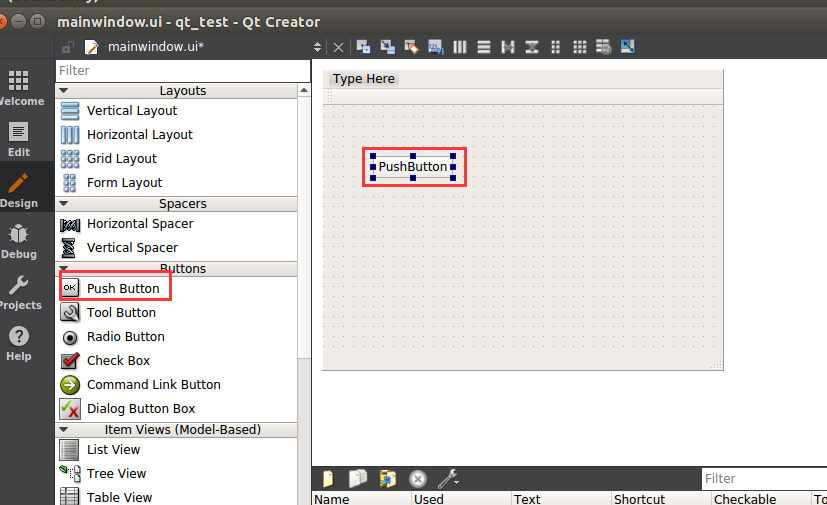 mainwindow.ui - qt_test - Qt Creator
mainwindow.ui*
Filter
Layouts
Vertical Layout
Horizontal Layout
Grid Layout
Form Layout
Spacers
Horizontal Spacer
Vertical Spacer
Buttons
OK Push Button
Tool Button
Radio Button
Check Box
Command Link Button
Dialog Button Box
Item Views (Model-Based)
List View
Tree View
Table View
elcome
Edit
Design
Debug
Projects
Help
Type Here
PushButton
Filter
Name Used Text Shortcut Checkable To